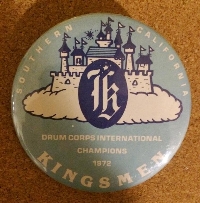 SOUTHERN CALIFORNIA
K
DRUM CORPS INTERNATIONAL
CHAMPIONS
1972
KINGSMEN